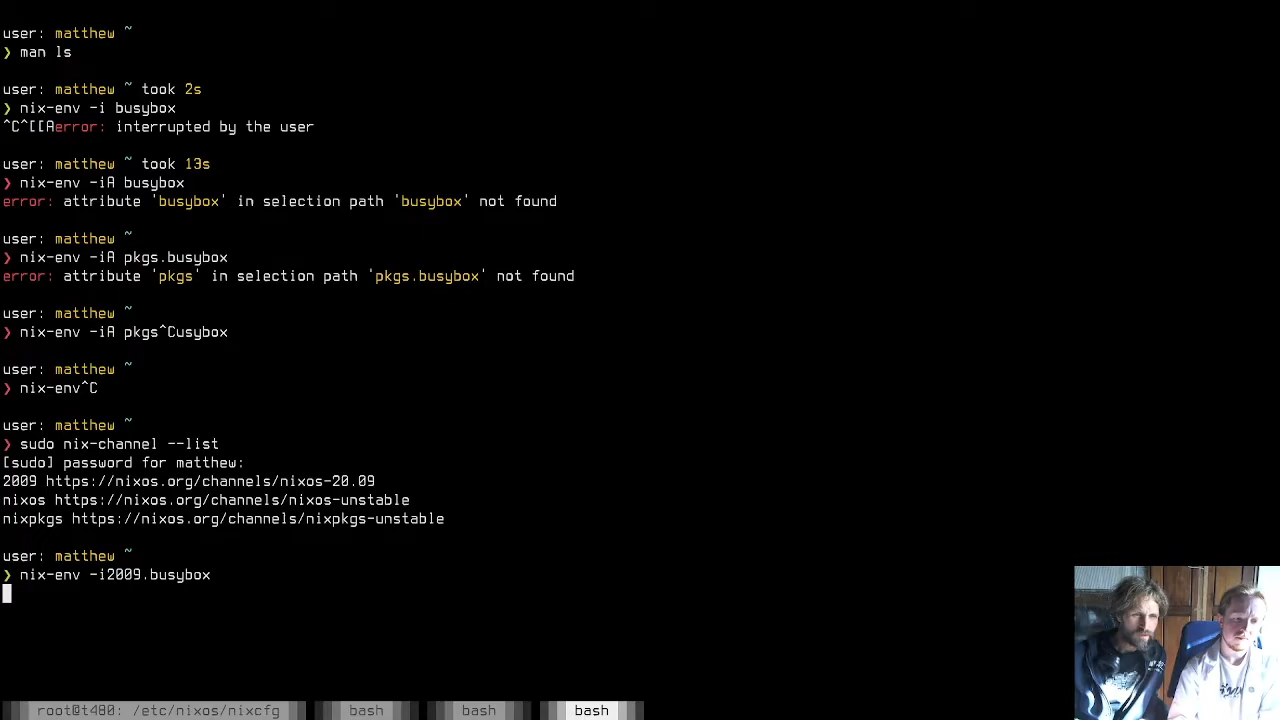 user: matthew ~
❯ man ls
user: matthew ~ took 2s
❯ nix-env -i busybox
^C^[[Aerror: interrupted by the user
user: matthew ~ took 13s
❯ nix-env -iA busybox
error: attribute 'busybox' in selection path 'busybox' not found
user: matthew ~
❯ nix-env -iA pkgs.busybox
error: attribute 'pkgs' in selection path 'pkgs.busybox' not found
user: matthew ~
❯ nix-env -iA pkgs^Cusybox
user: matthew ~
❯ nix-env^C
user: matthew ~
❯ sudo nix-channel --list
[sudo] password for matthew:
2009 https://nixos.org/channels/nixos-20.09
nixos https://nixos.org/channels/nixos-unstable
nixpkgs https://nixos.org/channels/nixpkgs-unstable
user: matthew ~
❯ nix-env -i2009.busybox
root@t480: /etc/nixos/nixcfg bash bash bash